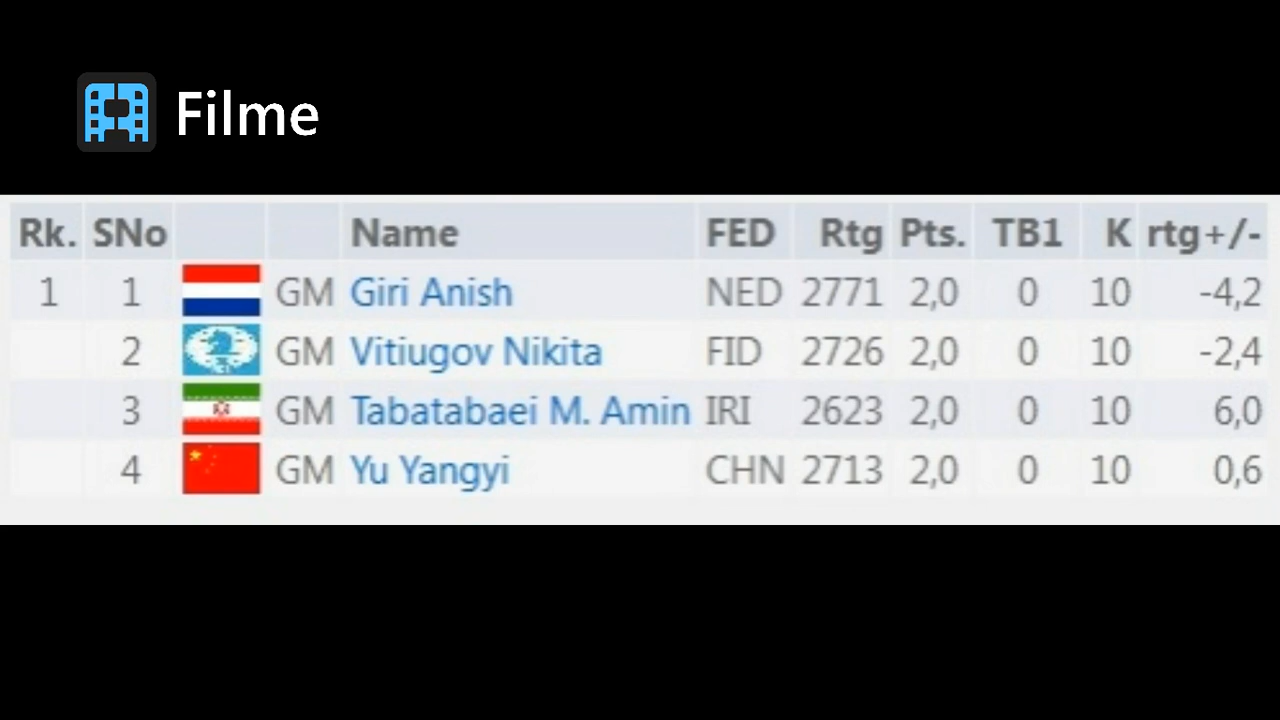 Filme
Rk. SNo Name FED Rtg Pts. TB1 K rtg+/-
1 1 GM Giri Anish NED 2771 2,0 0 10 -4,2
2 GM Vitiugov Nikita FID 2726 2,0 0 10 -2,4
3 GM Tabatabaei M. Amin IRI 2623 2,0 0 10 6,0
4 GM Yu Yangyi CHN 2713 2,0 0 10 0,6